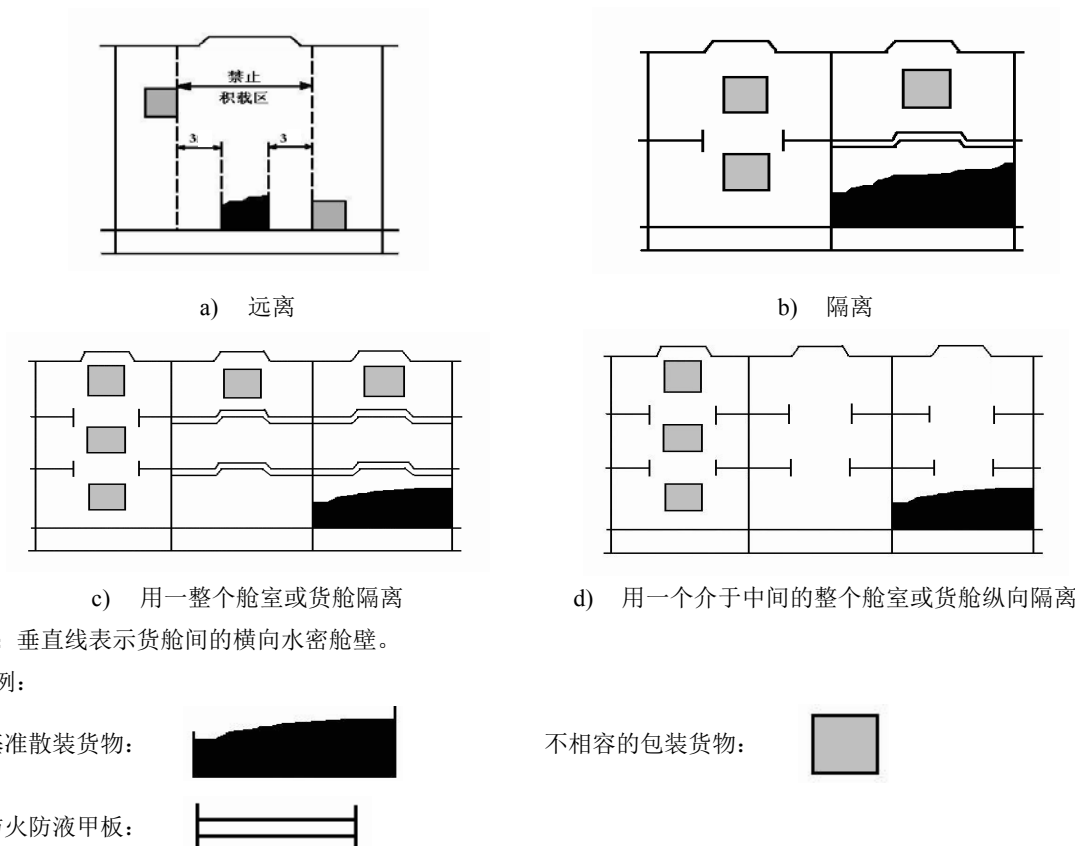 禁止
积载区
3 3
a) 远离 b) 隔离
c) 用一整个舱室或货舱隔离 d) 用一个介于中间的整个舱室或货舱纵向隔离
：垂直线表示货舱间的横向水密舱壁。
例：
准散装货物： 不相容的包装货物：
火防液甲板：